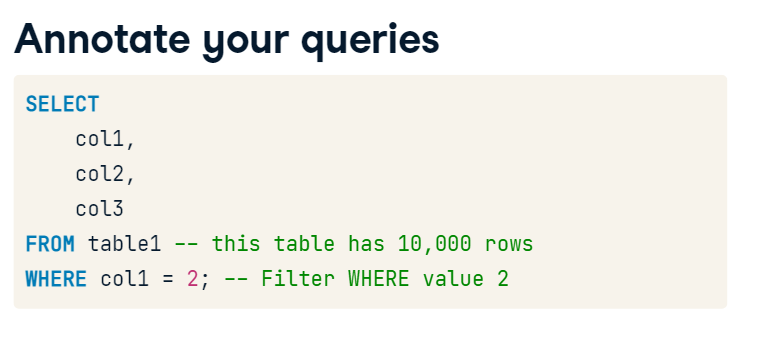 Annotate your queries
SELECT
    col1,
    col2,
    col3
FROM table1 -- this table has 10,000 rows
WHERE col1 = 2; -- Filter WHERE value 2